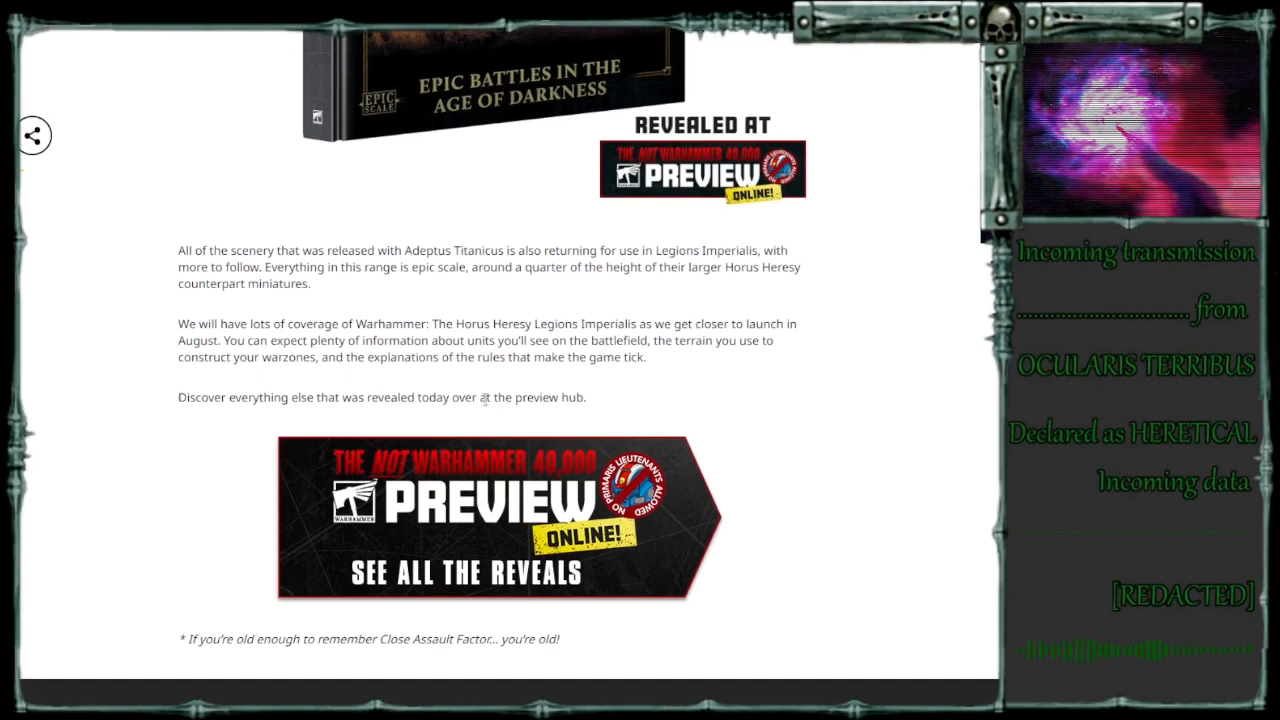 EPIC BATTLES IN THE
AGE OF DARKNESS
EPIC
SCALE
REVEALED AT
THE NOT WARHAMMER 40,000
PREVIEW
ONLINE!
All of the scenery that was released with Adeptus Titanicus is also returning for use in Legions Imperialis, with
more to follow. Everything in this range is epic scale, around a quarter of the height of their larger Horus Heresy
counterpart miniatures.
We will have lots of coverage of Warhammer: The Horus Heresy Legions Imperialis as we get closer to launch in
August. You can expect plenty of information about units you’ll see on the battlefield, the terrain you use to
construct your warzones, and the explanations of the rules that make the game tick.
Discover everything else that was revealed today over at the preview hub.
THE NOT WARHAMMER 40,000
WARHAMMER
PREVIEW
NO PRIMARIS LIEUTENANTS ALLOWED
ONLINE!
SEE ALL THE REVEALS
* If you’re old enough to remember Close Assault Factor… you’re old!
Incoming transmission
................................ from
OCULARIS TERRIBUS
Declared as HERETICAL
Incoming data
[REDACTED]